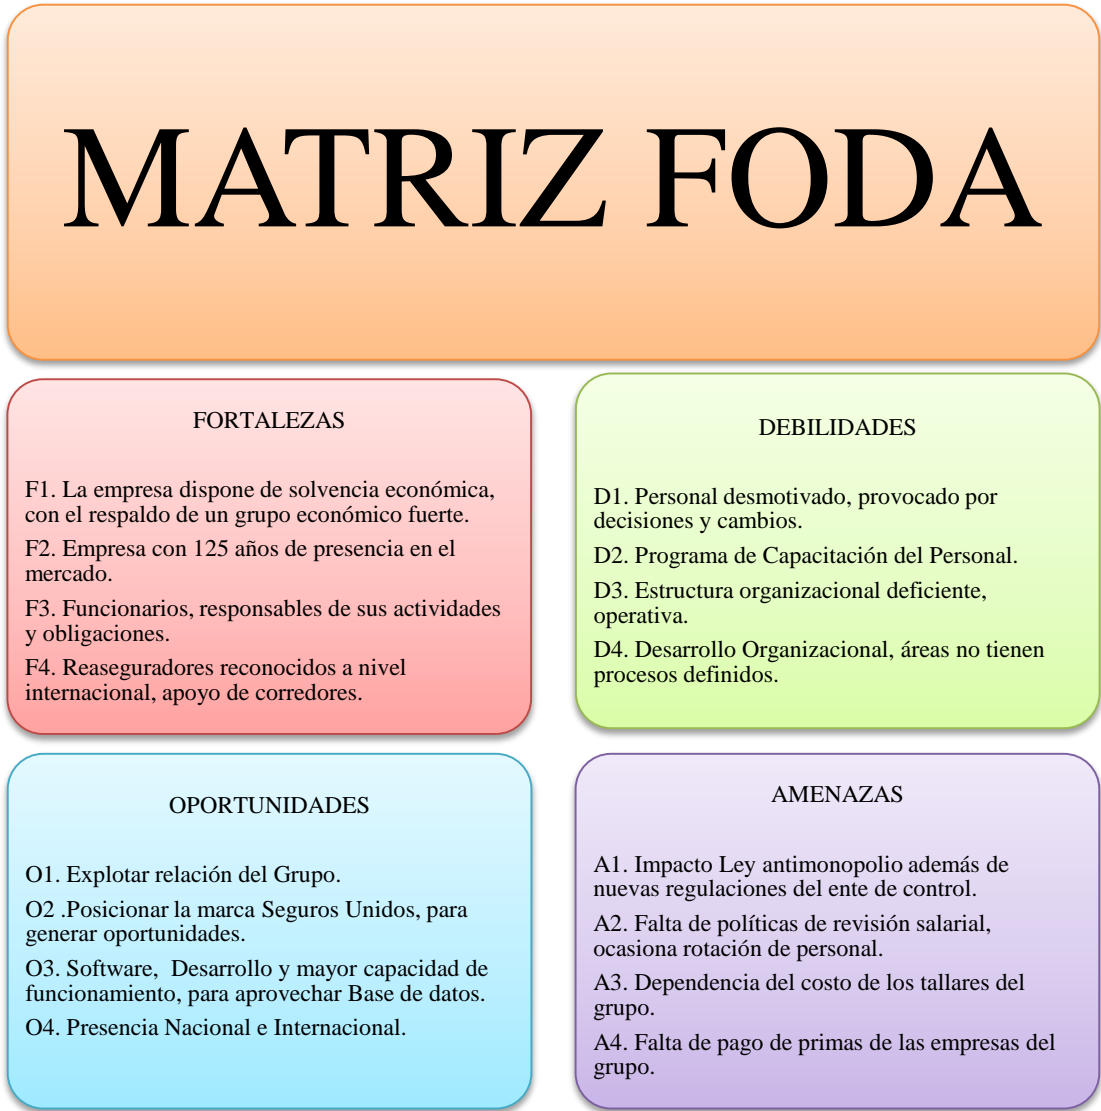 MATRIZ FODA
FORTALEZAS
F1. La empresa dispone de solvencia económica,
con el respaldo de un grupo económico fuerte.
F2. Empresa con 125 años de presencia en el
mercado.
F3. Funcionarios, responsables de sus actividades
y obligaciones.
F4. Reaseguradores reconocidos a nivel
internacional, apoyo de corredores.
DEBILIDADES
D1. Personal desmotivado, provocado por
decisiones y cambios.
D2. Programa de Capacitación del Personal.
D3. Estructura organizacional deficiente,
operativa.
D4. Desarrollo Organizacional, áreas no tienen
procesos definidos.
OPORTUNIDADES
O1. Explotar relación del Grupo.
O2 .Posicionar la marca Seguros Unidos, para
generar oportunidades.
O3. Software,  Desarrollo y mayor capacidad de
funcionamiento, para aprovechar Base de datos.
O4. Presencia Nacional e Internacional.
AMENAZAS
A1. Impacto Ley antimonopolio además de
nuevas regulaciones del ente de control.
A2. Falta de políticas de revisión salarial,
ocasiona rotación de personal.
A3. Dependencia del costo de los tallares del
grupo.
A4. Falta de pago de primas de las empresas del
grupo.